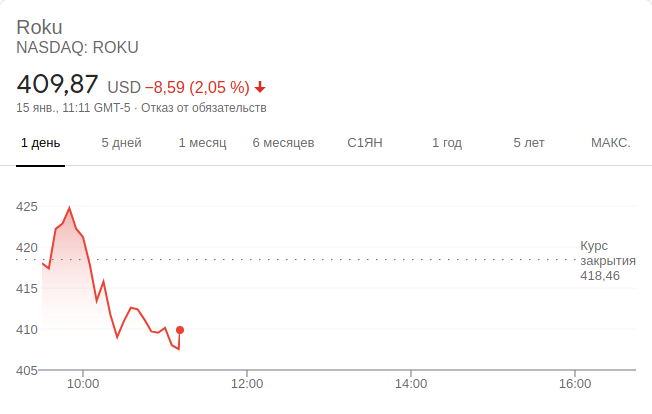 Roku
NASDAQ: ROKU
409,87 USD −8,59 (2,05 %)
15 янв., 11:11 GMT-5 · Отказ от обязательств
1 день 5 дней 1 месяц 6 месяцев С1ЯН 1 год 5 лет МАКС.
425
420
Курс
закрытия
418,46
415
410
405
10:00 12:00 14:00 16:00